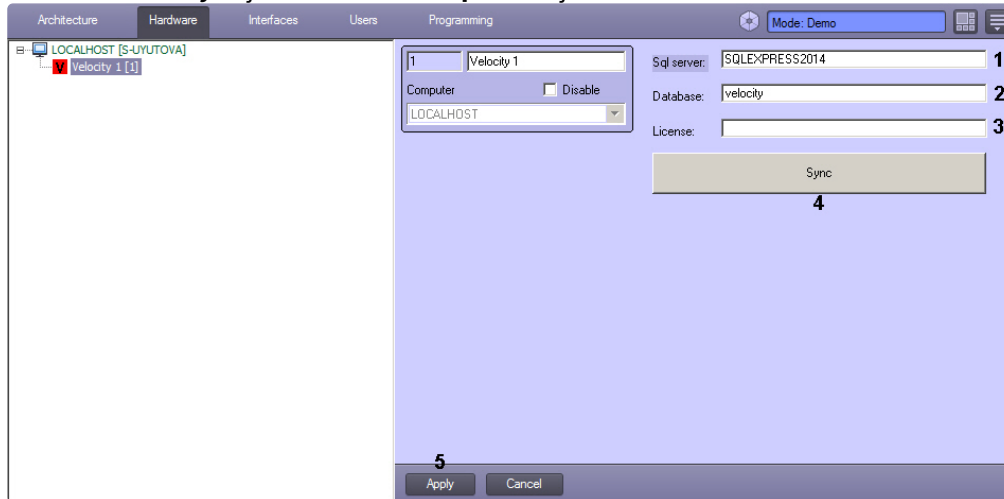 Architecture Hardware Interfaces Users Programming Mode: Demo
LOCALHOST [S-UYUTOVA]
V Velocity 1 [1]
1 Velocity 1
Computer Disable
LOCALHOST
Sql server: SQLEXPRESS2014 1
Database: velocity 2
License: 3
Sync
4
5
Apply Cancel